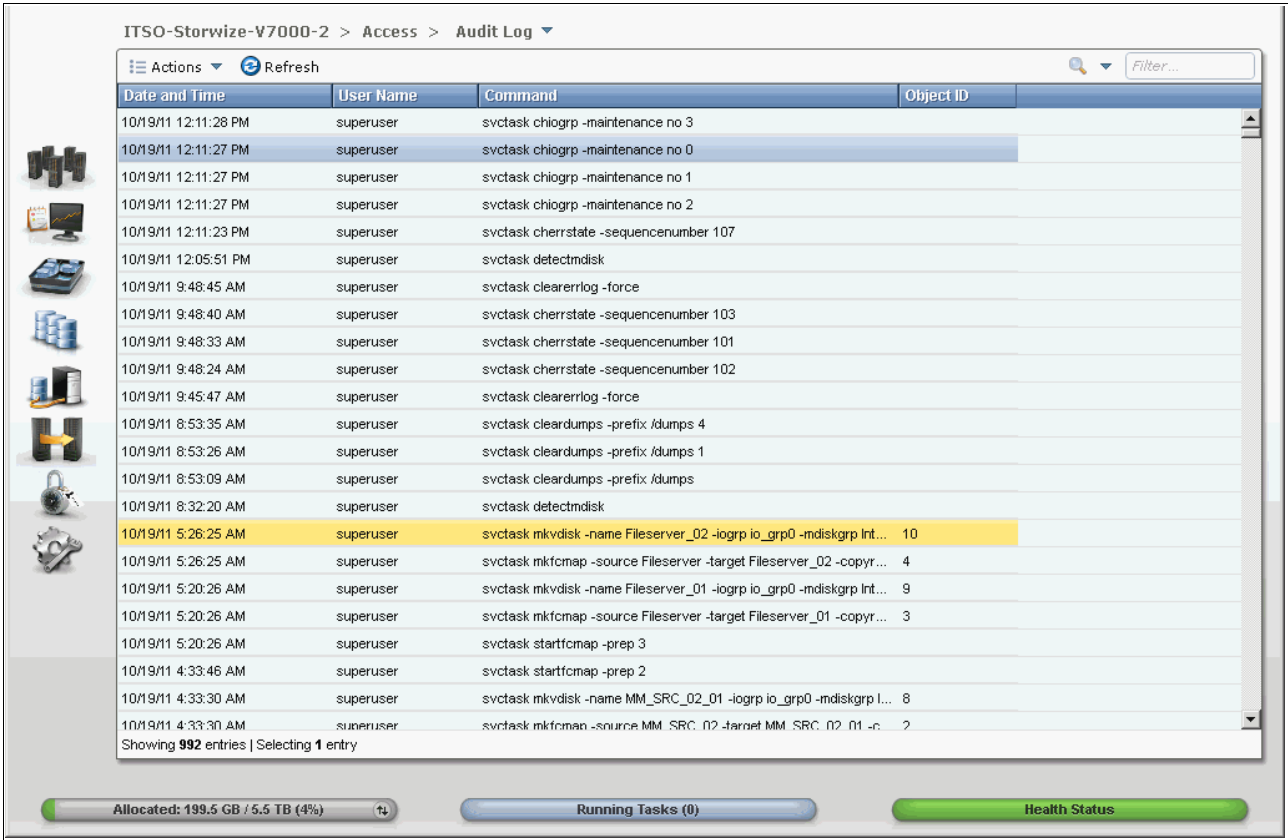 ITSO-Storwize-V7000-2 > Access > Audit Log
Actions Refresh Filter...
Date and Time User Name Command Object ID
10/19/11 12:11:28 PM superuser svctask chiogrp -maintenance no 3
10/19/11 12:11:27 PM superuser svctask chiogrp -maintenance no 0
10/19/11 12:11:27 PM superuser svctask chiogrp -maintenance no 1
10/19/11 12:11:27 PM superuser svctask chiogrp -maintenance no 2
10/19/11 12:11:23 PM superuser svctask cherrstate -sequencenumber 107
10/19/11 12:05:51 PM superuser svctask detectmdisk
10/19/11 9:48:45 AM superuser svctask clearerrlog -force
10/19/11 9:48:40 AM superuser svctask cherrstate -sequencenumber 103
10/19/11 9:48:33 AM superuser svctask cherrstate -sequencenumber 101
10/19/11 9:48:24 AM superuser svctask cherrstate -sequencenumber 102
10/19/11 9:45:47 AM superuser svctask clearerrlog -force
10/19/11 8:53:35 AM superuser svctask cleardumps -prefix /dumps 4
10/19/11 8:53:26 AM superuser svctask cleardumps -prefix /dumps 1
10/19/11 8:53:09 AM superuser svctask cleardumps -prefix /dumps
10/19/11 8:32:20 AM superuser svctask detectmdisk
10/19/11 5:26:25 AM superuser svctask mkvdisk -name Fileserver_02 -iogrp io_grp0 -mdiskgrp Int... 10
10/19/11 5:26:25 AM superuser svctask mkfcmap -source Fileserver -target Fileserver_02 -copyr... 4
10/19/11 5:20:26 AM superuser svctask mkvdisk -name Fileserver_01 -iogrp io_grp0 -mdiskgrp Int... 9
10/19/11 5:20:26 AM superuser svctask mkfcmap -source Fileserver -target Fileserver_01 -copyr... 3
10/19/11 5:20:26 AM superuser svctask startfcmap -prep 3
10/19/11 4:33:46 AM superuser svctask startfcmap -prep 2
10/19/11 4:33:30 AM superuser svctask mkvdisk -name MM_SRC_02_01 -iogrp io_grp0 -mdiskgrp I... 8
10/19/11 4:33:30 AM superuser svctask mkfcmap -source MM_SRC_02 -target MM_SRC_02_01 -c... 2
Showing 992 entries | Selecting 1 entry
Allocated: 199.5 GB / 5.5 TB (4%) Running Tasks (0) Health Status